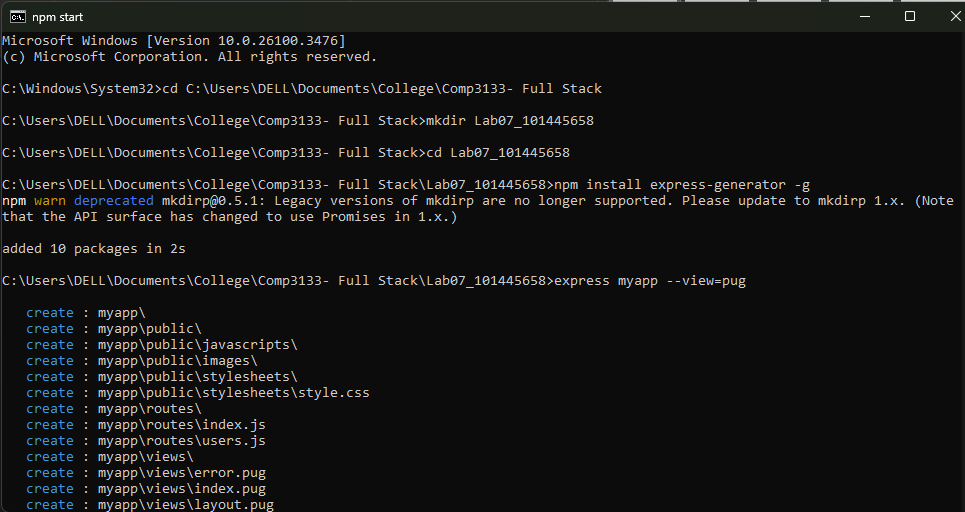 npm start
Microsoft Windows [Version 10.0.26100.3476]
(c) Microsoft Corporation. All rights reserved.
C:\Windows\System32>cd C:\Users\DELL\Documents\College\Comp3133- Full Stack
C:\Users\DELL\Documents\College\Comp3133- Full Stack>mkdir Lab07_101445658
C:\Users\DELL\Documents\College\Comp3133- Full Stack>cd Lab07_101445658
C:\Users\DELL\Documents\College\Comp3133- Full Stack\Lab07_101445658>npm install express-generator -g
npm warn deprecated mkdirp@0.5.1: Legacy versions of mkdirp are no longer supported. Please update to mkdirp 1.x. (Note
that the API surface has changed to use Promises in 1.x.)
added 10 packages in 2s
C:\Users\DELL\Documents\College\Comp3133- Full Stack\Lab07_101445658>express myapp --view=pug
create : myapp\
create : myapp\public\
create : myapp\public\javascripts\
create : myapp\public\images\
create : myapp\public\stylesheets\
create : myapp\public\stylesheets\style.css
create : myapp\routes\
create : myapp\routes\index.js
create : myapp\routes\users.js
create : myapp\views\
create : myapp\views\error.pug
create : myapp\views\index.pug
create : myapp\views\layout.pug